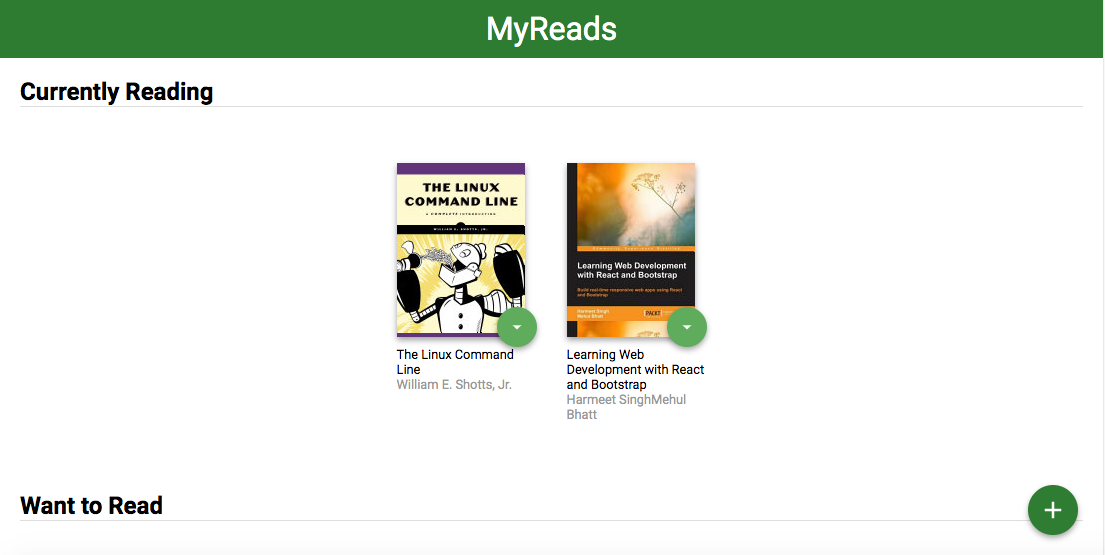 MyReads
Currently Reading
THE LINUX
COMMAND LINE
A COMPLETE INTRODUCTION
WILLIAM E. SHOTTS, JR.
Learning Web Development
with React and Bootstrap
Build real-time responsive web apps using React
and Bootstrap
Harmeet Singh
Mehul Bhatt
PACKT
The Linux Command
Line
William E. Shotts, Jr.
Learning Web
Development with React
and Bootstrap
Harmeet SinghMehul
Bhatt
Want to Read